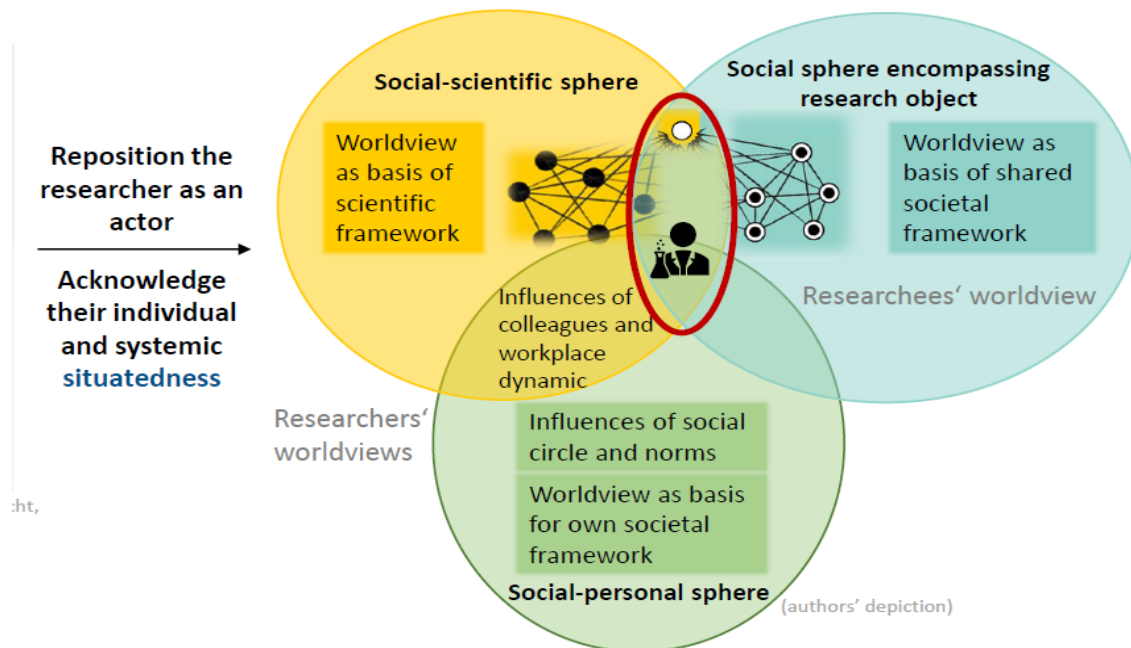 Social-scientific sphere
Social sphere encompassing
research object
Worldview
as basis of
scientific
framework
Worldview as
basis of shared
societal
framework
Reposition the
researcher as an
actor
Acknowledge
their individual
and systemic
situatedness
Researchees‘ worldview
Influences of
colleagues and
workplace
dynamic
Researchers‘
worldviews
Influences of social
circle and norms
Worldview as basis
for own societal
framework
Social-personal sphere
(authors’ depiction)
cht,